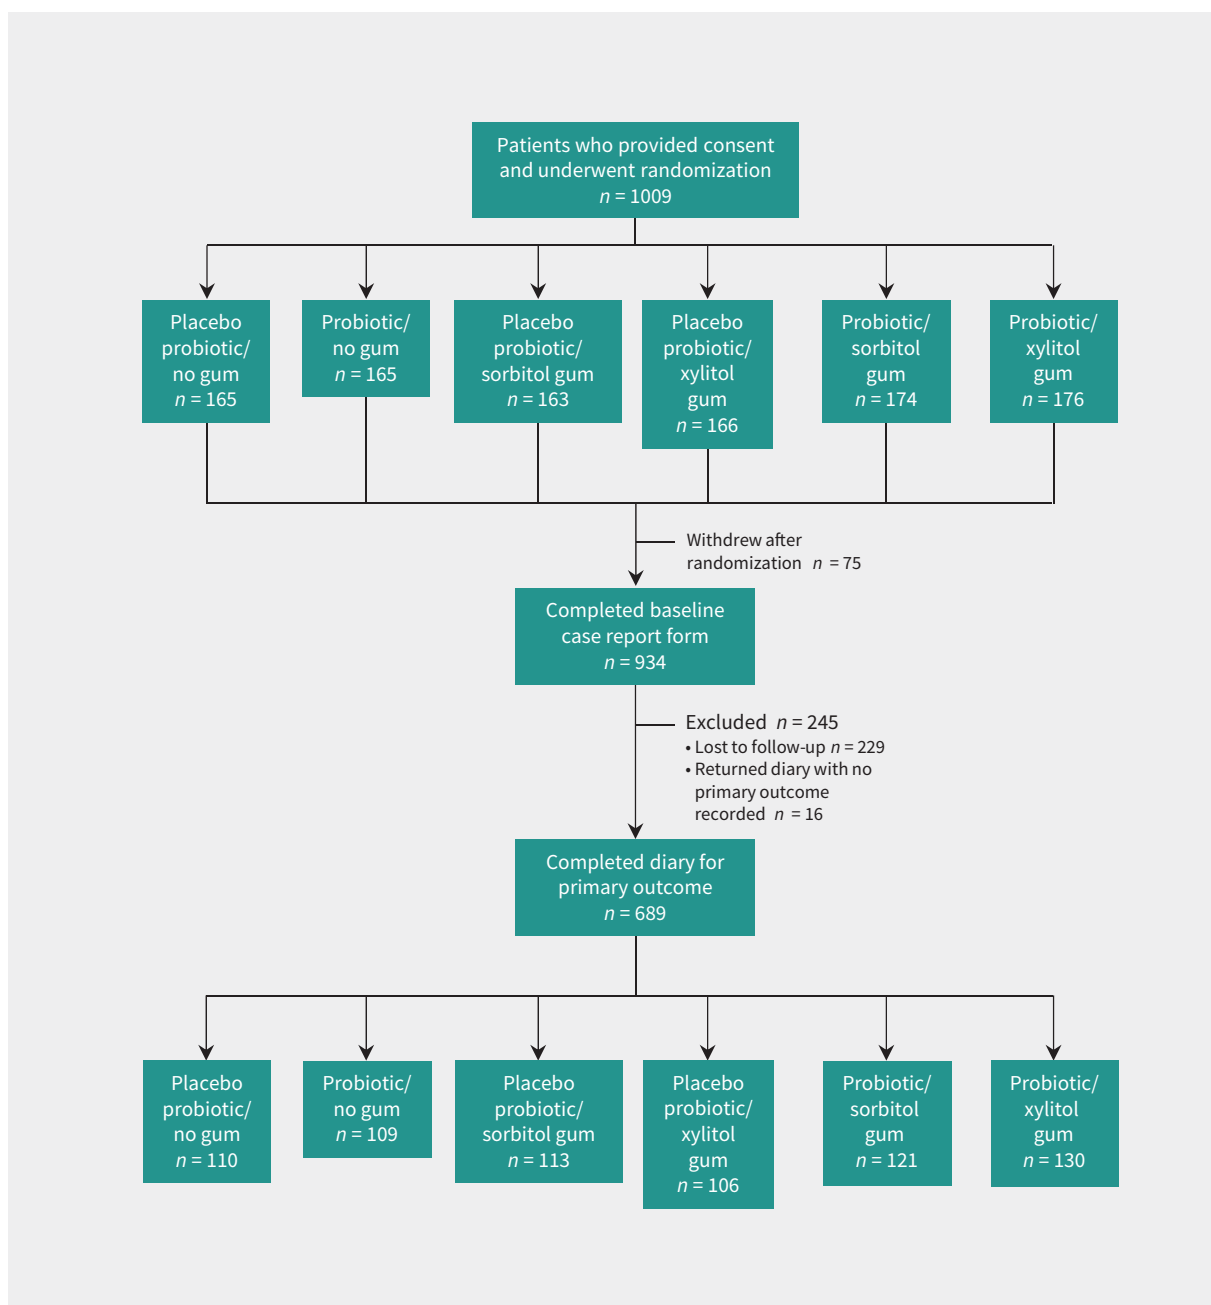 Patients who provided consent
and underwent randomization
n = 1009
Placebo
probiotic/
no gum
n = 165
Probiotic/
no gum
n = 165
Placebo
probiotic/
sorbitol gum
n = 163
Placebo
probiotic/
xylitol
gum
n = 166
Probiotic/
sorbitol
gum
n = 174
Probiotic/
xylitol
gum
n = 176
Withdrew after
randomization n = 75
Completed baseline
case report form
n = 934
Excluded n = 245
• Lost to follow-up n = 229
• Returned diary with no
primary outcome
recorded n = 16
Completed diary for
primary outcome
n = 689
Placebo
probiotic/
no gum
n = 110
Probiotic/
no gum
n = 109
Placebo
probiotic/
sorbitol gum
n = 113
Placebo
probiotic/
xylitol
gum
n = 106
Probiotic/
sorbitol
gum
n = 121
Probiotic/
xylitol
gum
n = 130